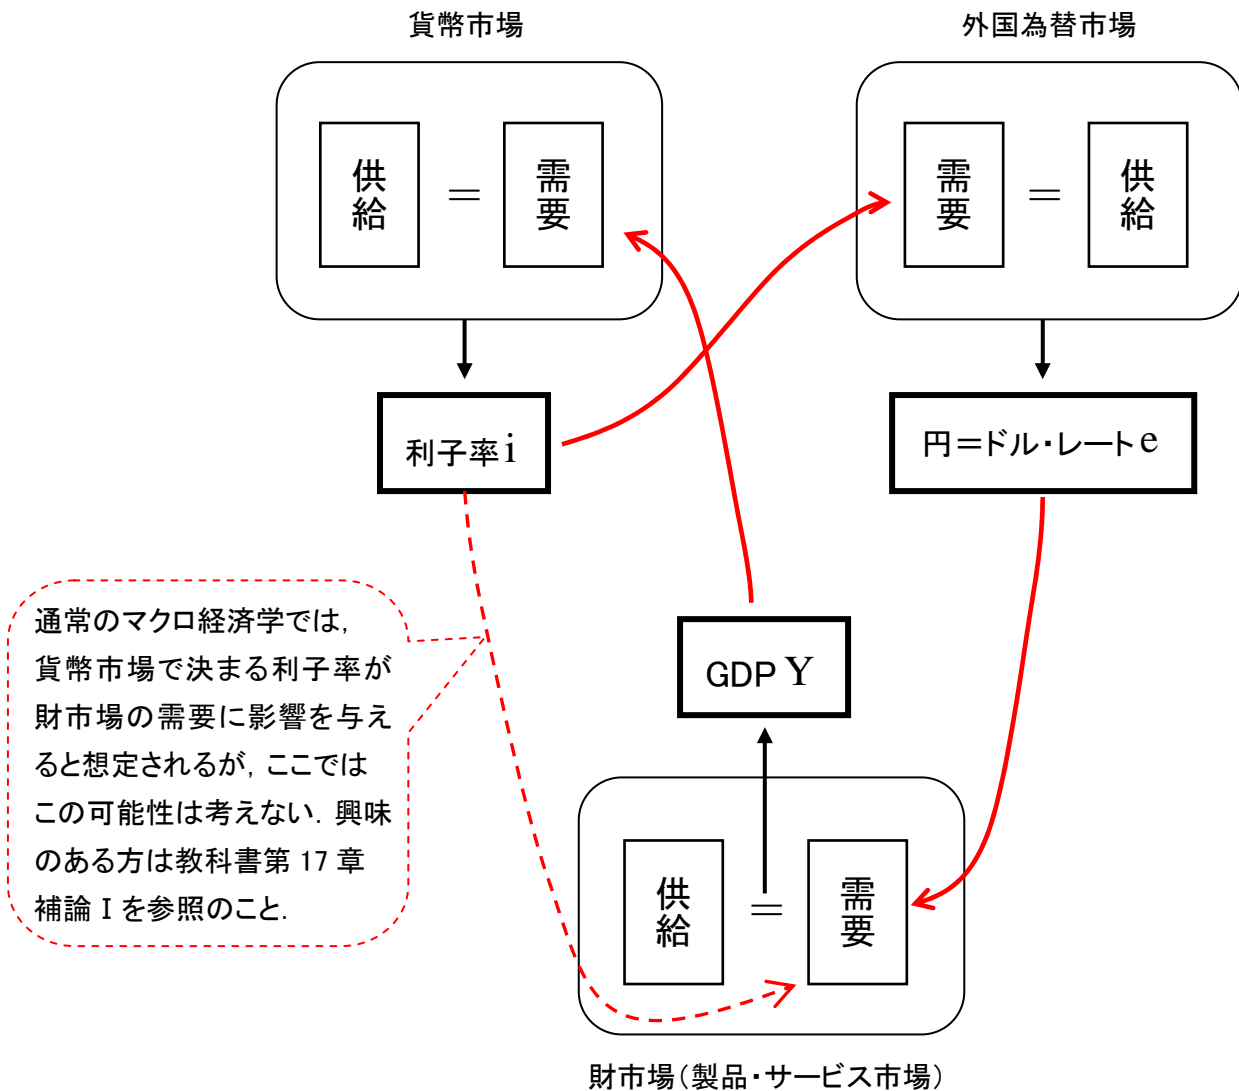 貨幣市場
外国為替市場
供給 = 需要
需要 = 供給
利子率 i
円=ドル・レート e
通常のマクロ経済学では,
貨幣市場で決まる利子率が
財市場の需要に影響を与え
ると想定されるが, ここでは
この可能性は考えない. 興味
のある方は教科書第 17 章
補論 I を参照のこと.
GDP Y
供給 = 需要
財市場(製品・サービス市場)